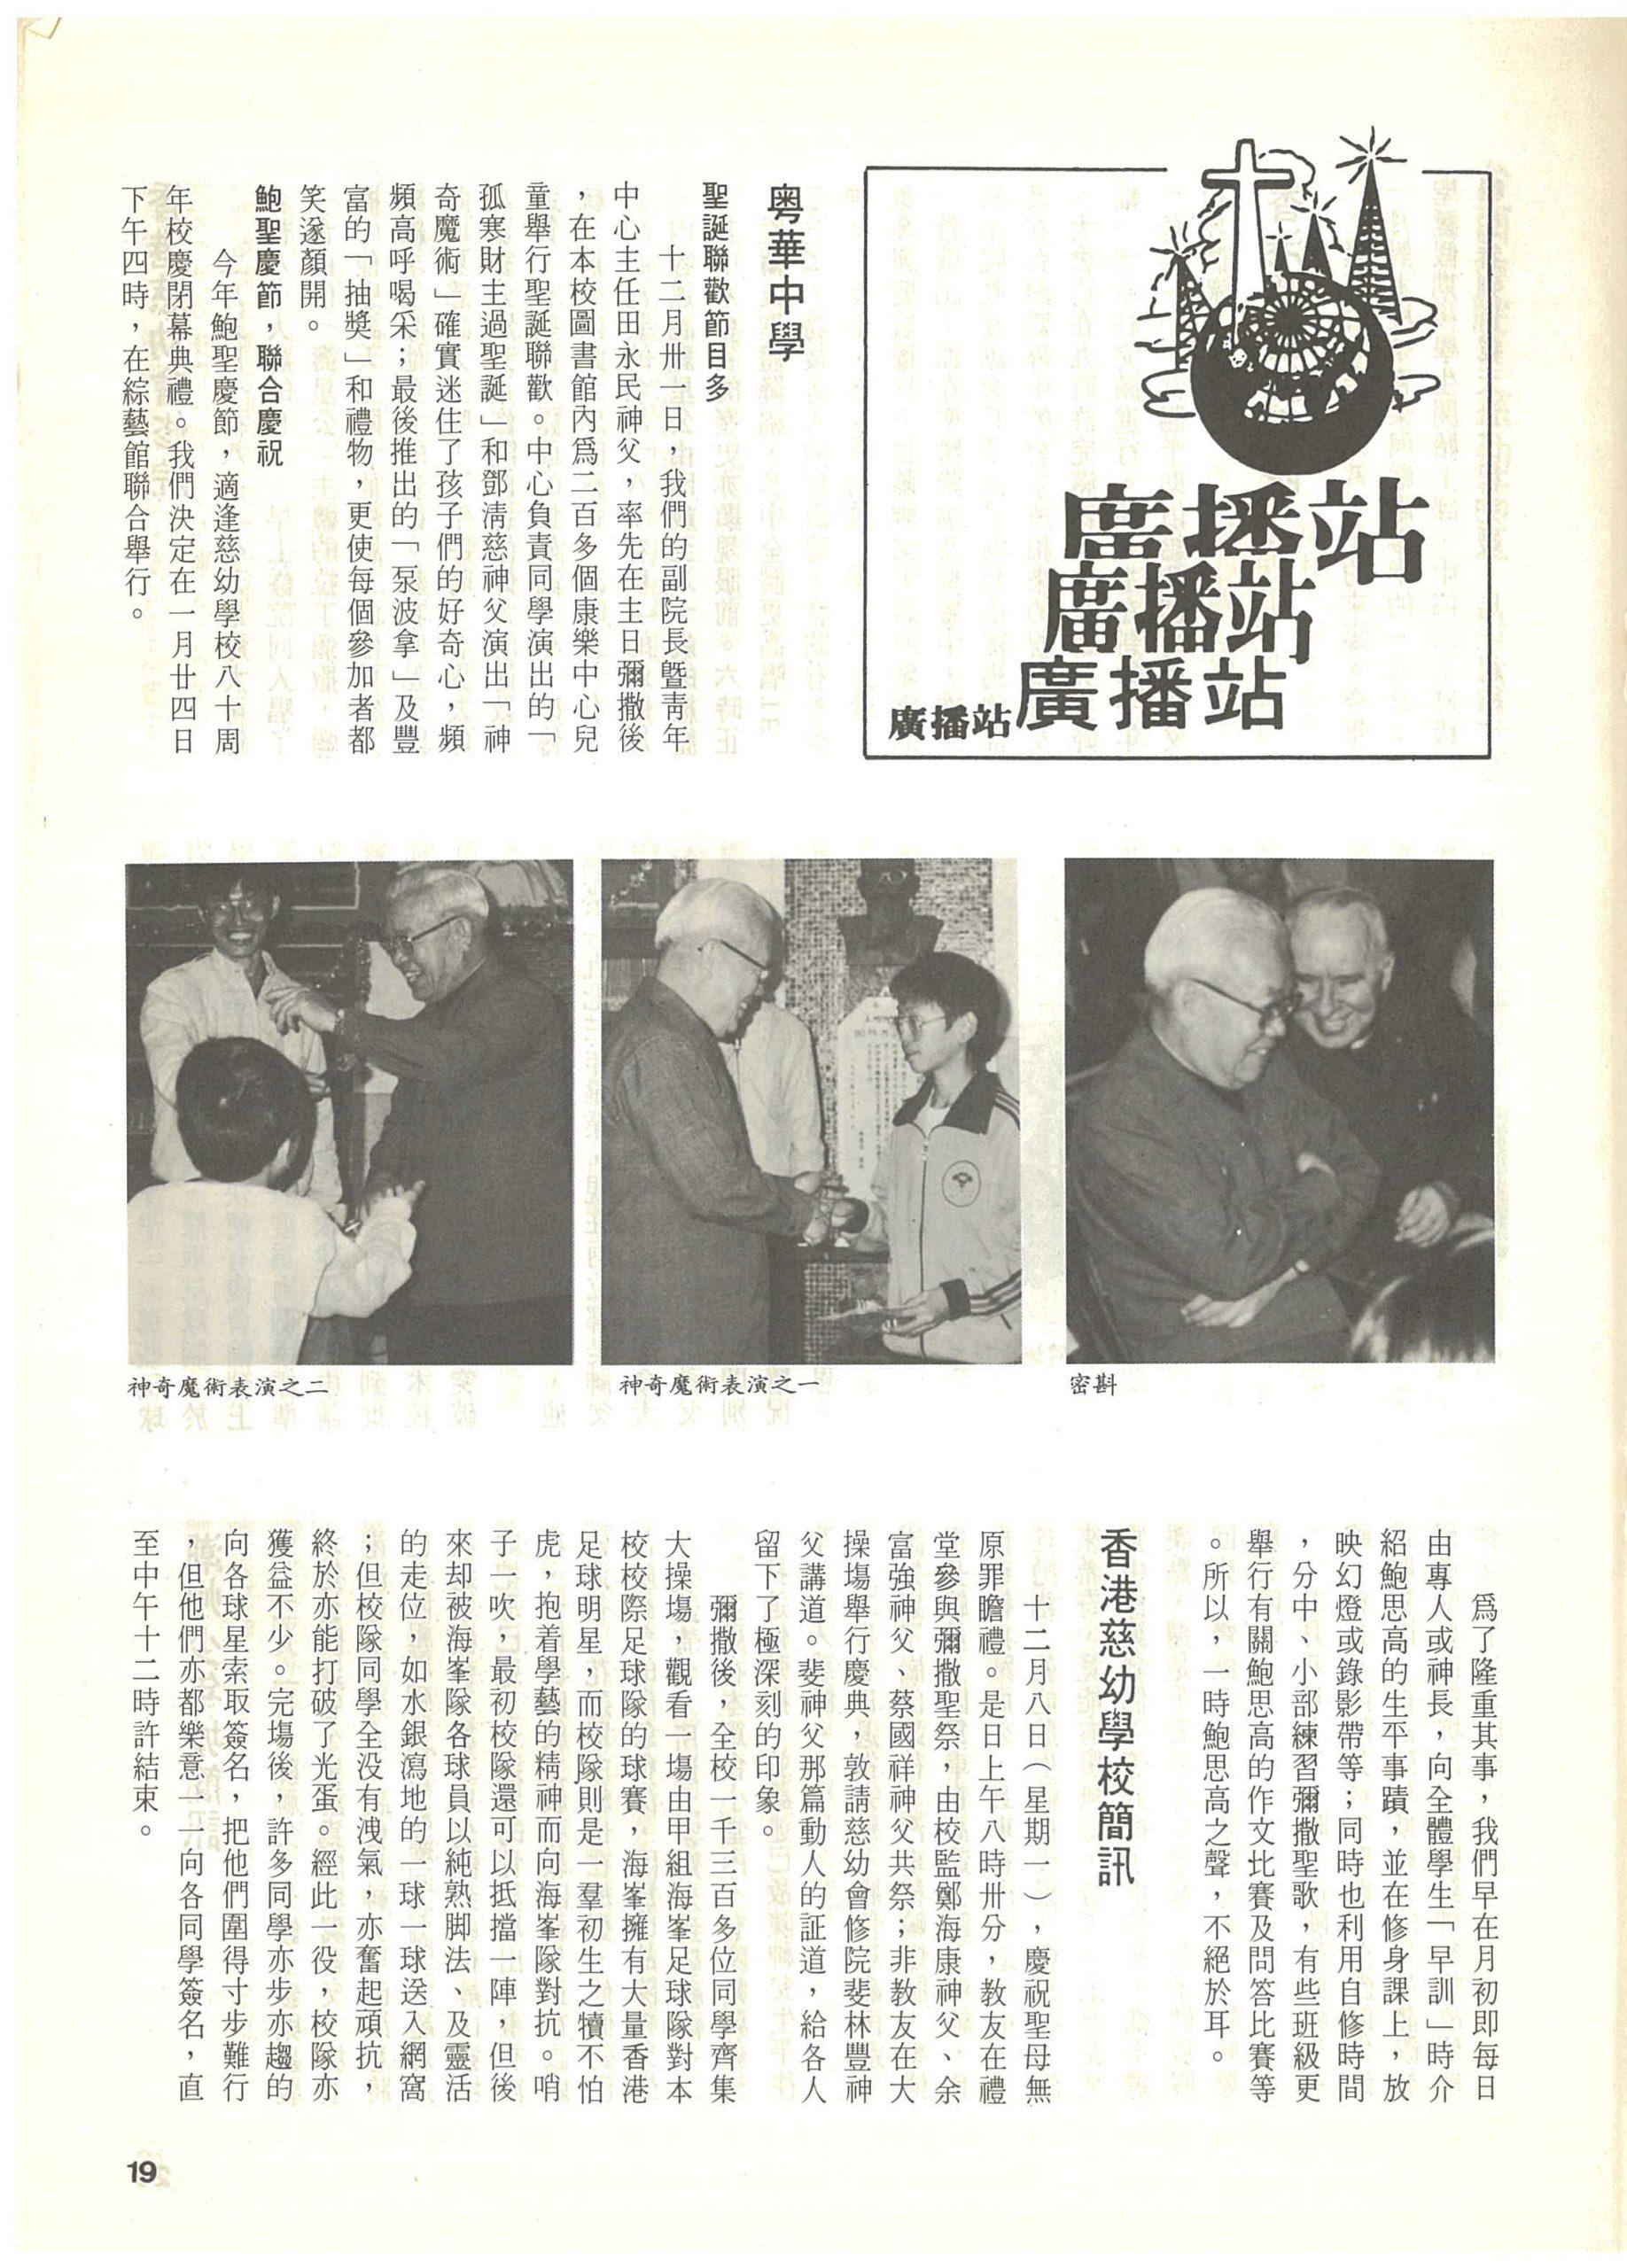 廣播站
廣播站
廣播站
廣播站
粵華中學
聖誕聯歡節目多
十二月卅一日，我們的副院長暨靑年
中心主任田永民神父，率先在主日彌撒後
，在本校圖書館內爲二百多個康樂中心兒
童舉行聖誕聯歡。中心負責同學演出的「
孤寒財主過聖誕」和鄧淸慈神父演出「神
奇魔術」確實迷住了孩子們的好奇心，頻
頻高呼喝采；最後推出的「泵波拿」及豐
富的「抽獎」和禮物，更使每個參加者都
笑逐顏開。
鮑聖慶節，聯合慶祝
今年鮑聖慶節，適逢慈幼學校八十周
年校慶閉幕典禮。我們決定在一月廿四日
下午四時，在綜藝館聯合舉行。
密斟
神奇魔術表演之一
神奇魔術表演之二
爲了隆重其事，我們早在月初即每日
由專人或神長，向全體學生「早訓」時介
紹鮑思高的生平事蹟，並在修身課上，放
映幻燈或錄影帶等；同時也利用自修時間
，分中、小部練習彌撒聖歌，有些班級更
舉行有關鮑思高的作文比賽及問答比賽等
。所以，一時鮑思高之聲，不絕於耳。
香港慈幼學校簡訊
十二月八日（星期一），慶祝聖母無
原罪瞻禮。是日上午八時卅分，教友在禮
堂參與彌撒聖祭，由校監鄭海康神父、余
富強神父、蔡國祥神父共祭；非教友在大
操塲舉行慶典，敦請慈幼會修院斐林豐神
父講道。斐神父那篇動人的証道，給各人
留下了極深刻的印象。
彌撒後，全校一千三百多位同學齊集
大操塲，觀看一塲由甲組海峯足球隊對本
校校際足球隊的球賽，海峯擁有大量香港
足球明星，而校隊則是一羣初生之犢不怕
虎，抱着學藝的精神而向海峯隊對抗。哨
子一吹，最初校隊還可以抵擋一陣，但後
來却被海峯隊各球員以純熟脚法、及靈活
的走位，如水銀瀉地的一球一球送入網窩
；但校隊同學全没有洩氣，亦奮起頑抗，
終於亦能打破了光蛋。經此一役，校隊亦
獲益不少。完塲後，許多同學亦步亦趨的
向各球星索取簽名，把他們圍得寸步難行
，但他們亦都樂意一一向各同學簽名，直
至中午十二時許結束。
19